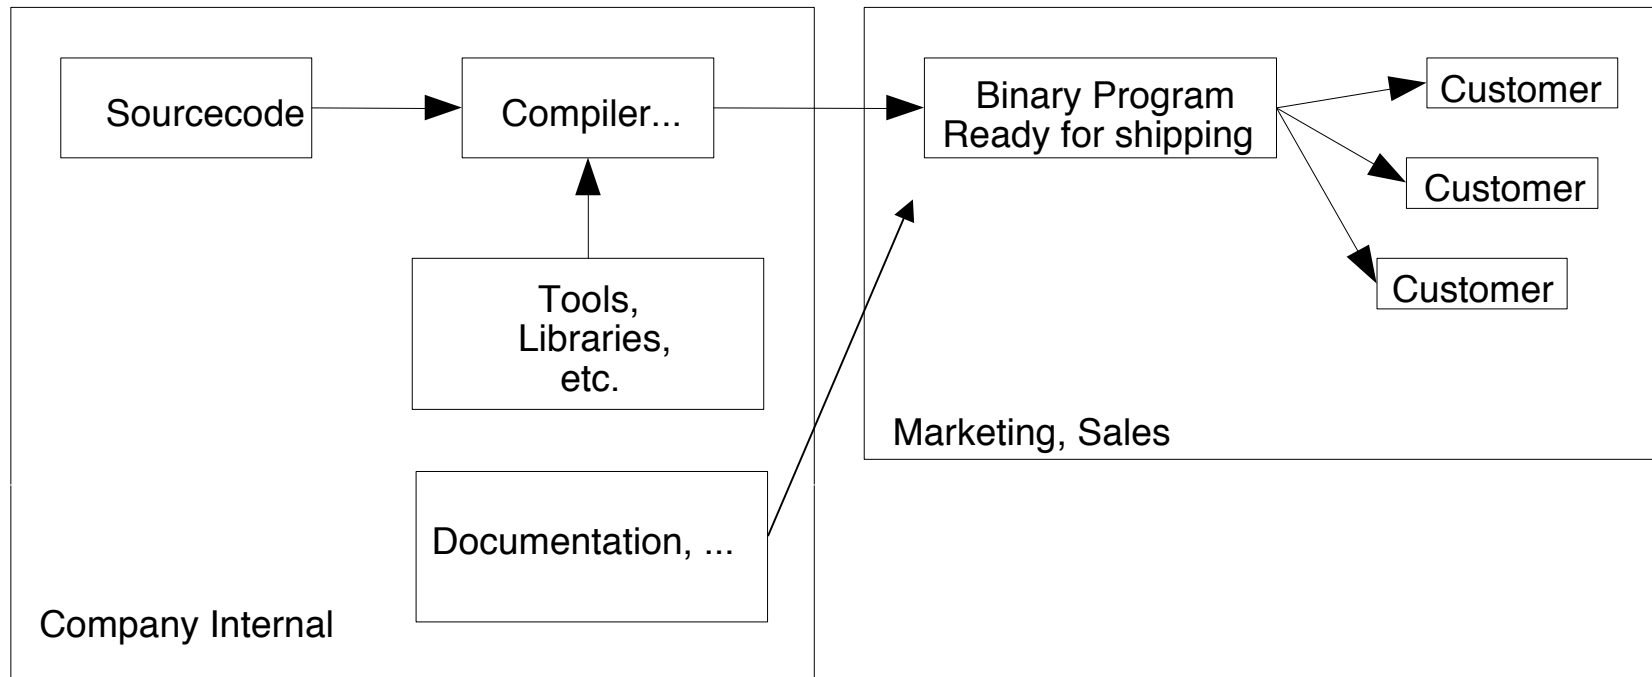 Sourcecode
Compiler...
Tools,
Libraries,
etc.
Documentation, ...
Company Internal
Binary Program
Ready for shipping
Customer
Customer
Customer
Marketing, Sales